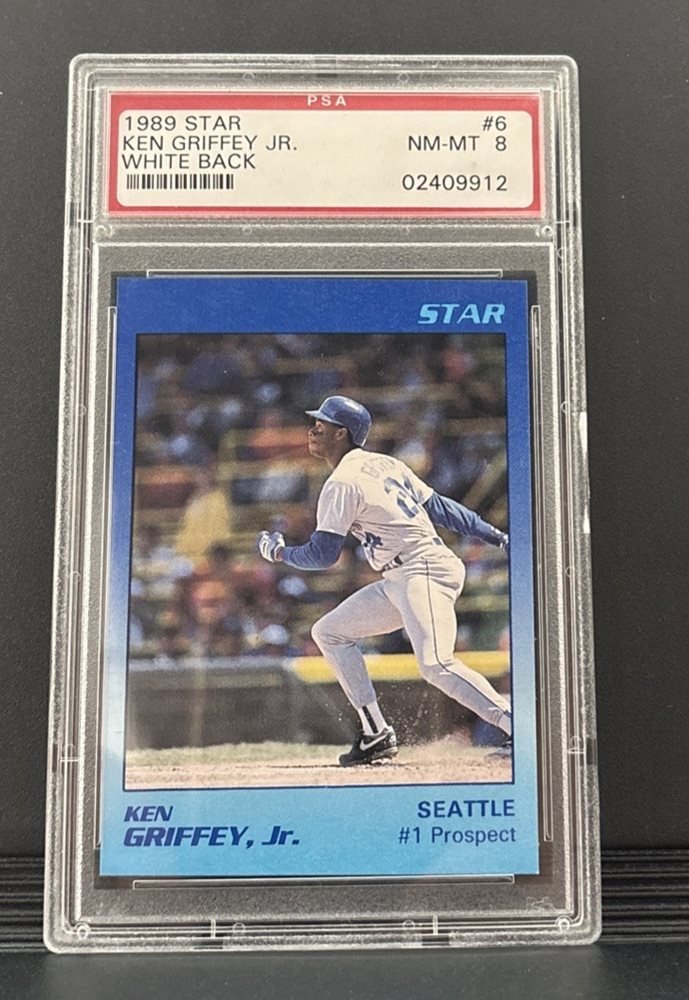 PSA
1989 STAR #6
KEN GRIFFEY JR. NM-MT 8
WHITE BACK
02409912
STAR
24
KEN SEATTLE
GRIFFEY, Jr. #1 Prospect